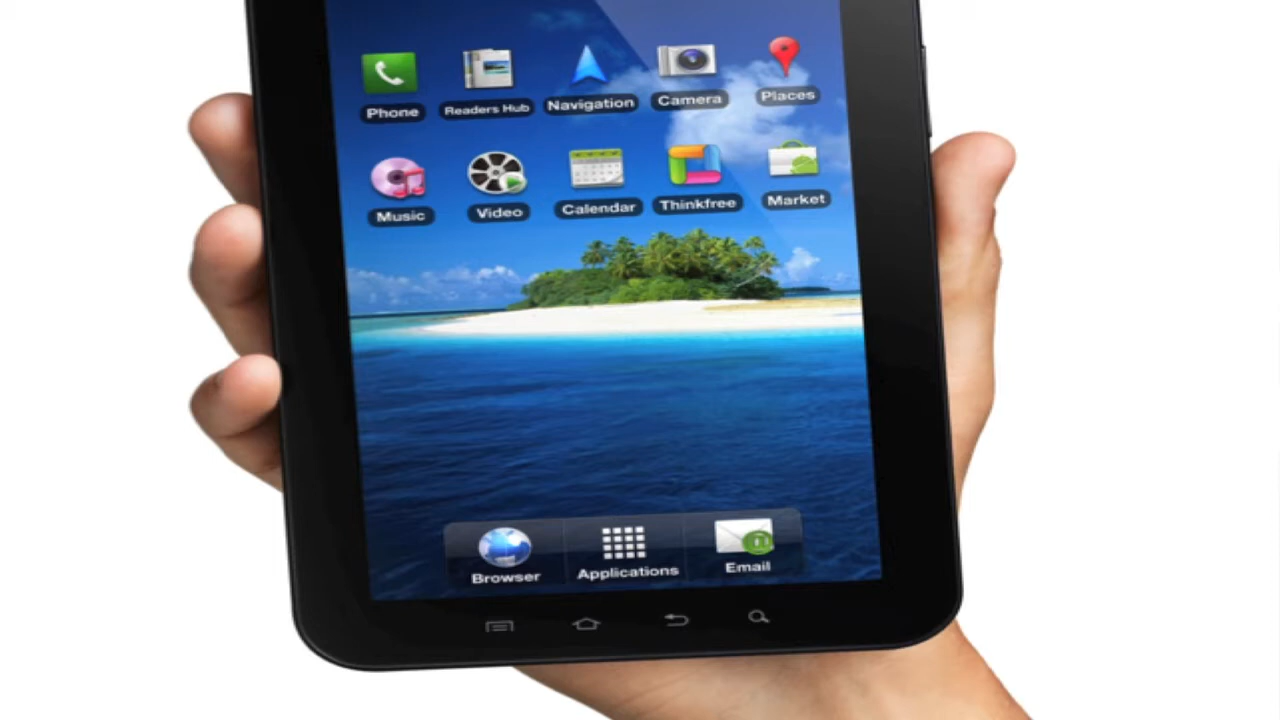 Phone
Readers Hub
Navigation
Camera
Places
Music
Video
Calendar
Thinkfree
Market
Browser
Applications
Email